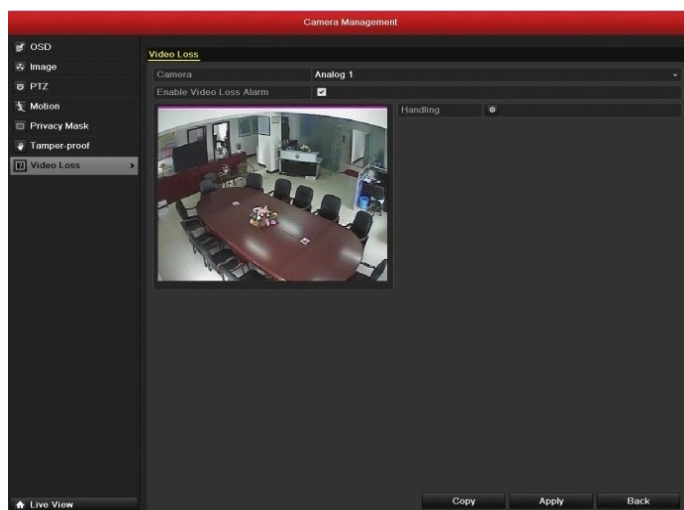 Camera Management
OSD
Image
PTZ
Motion
Privacy Mask
Tamper-proof
Video Loss
Video Loss
Camera Analog 1
Enable Video Loss Alarm
Handling
Live View
Copy Apply Back